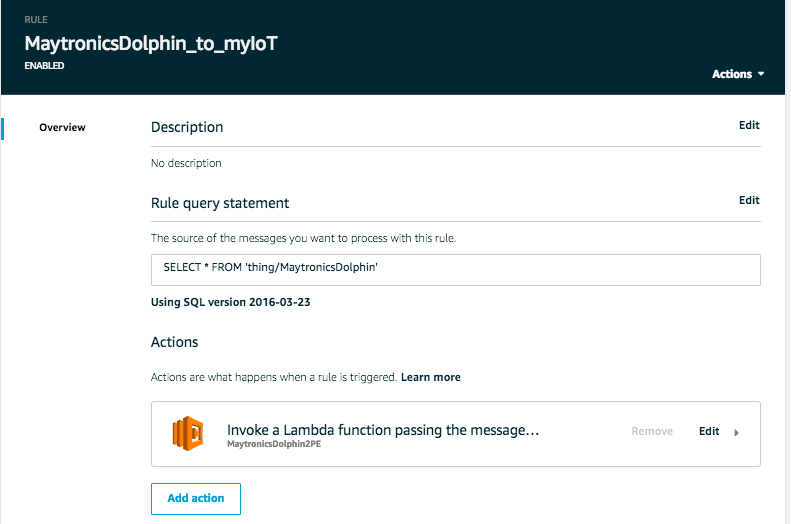 RULE
MaytronicsDolphin_to_myIoT
ENABLED
Actions
Overview
Description
Edit
No description
Rule query statement
Edit
The source of the messages you want to process with this rule.
SELECT * FROM 'thing/MaytronicsDolphin'
Using SQL version 2016-03-23
Actions
Actions are what happens when a rule is triggered. Learn more
Invoke a Lambda function passing the message...
MaytronicsDolphin2PE
Remove
Edit
Add action